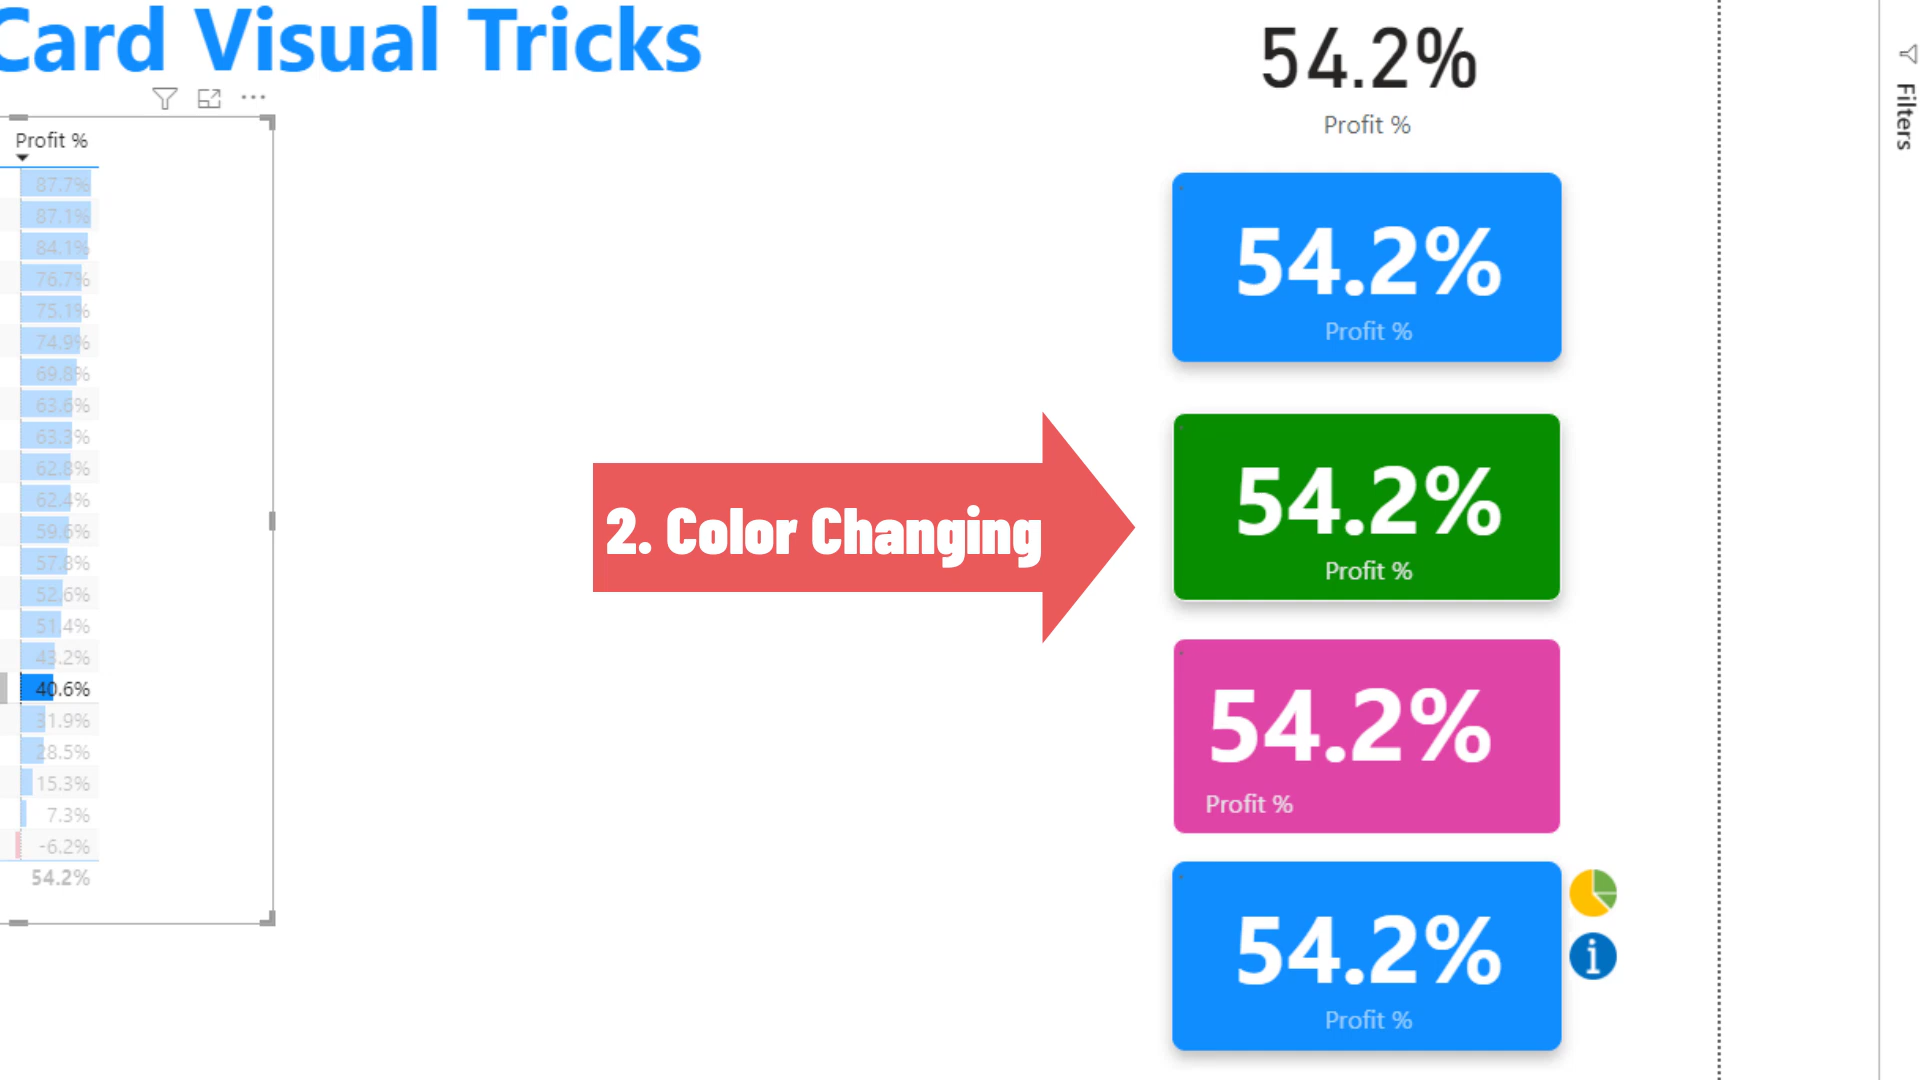 Card Visual Tricks
Profit %
87.7%
87.1%
84.1%
76.7%
75.1%
74.9%
69.8%
63.6%
63.3%
62.8%
62.4%
59.6%
57.8%
52.6%
51.4%
43.2%
40.6%
31.9%
28.5%
15.3%
7.3%
-6.2%
54.2%
2. Color Changing
54.2%
Profit %
54.2%
Profit %
54.2%
Profit %
54.2%
Profit %
54.2%
Profit %
i
Filters